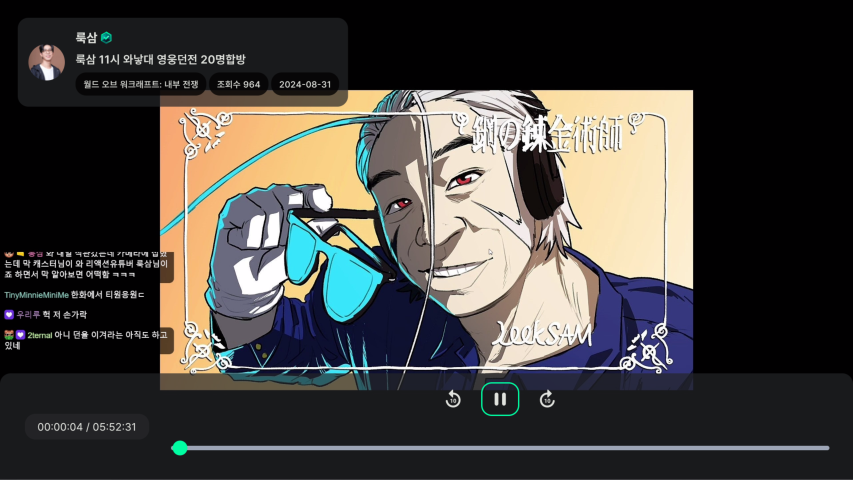 룩삼
룩삼 11시 와낳대 영웅던전 20명합방
월드 오브 워크래프트: 내부 전쟁
조회수 964
2024-08-31
鋼の錬金術師
는데 막 캐스터님이 와 리액션유튜버 룩삼님이
죠 하면서 막 알아보면 어떡함 ㅋㅋㅋ
TinyMinnieMiniMe 한화에서 티원응원ㄷ
우리루 헉 저 손가락
2ternal 아니 던을 이겨라는 아직도 하고
있네
LeekSAM
10
10
00:00:04 / 05:52:31